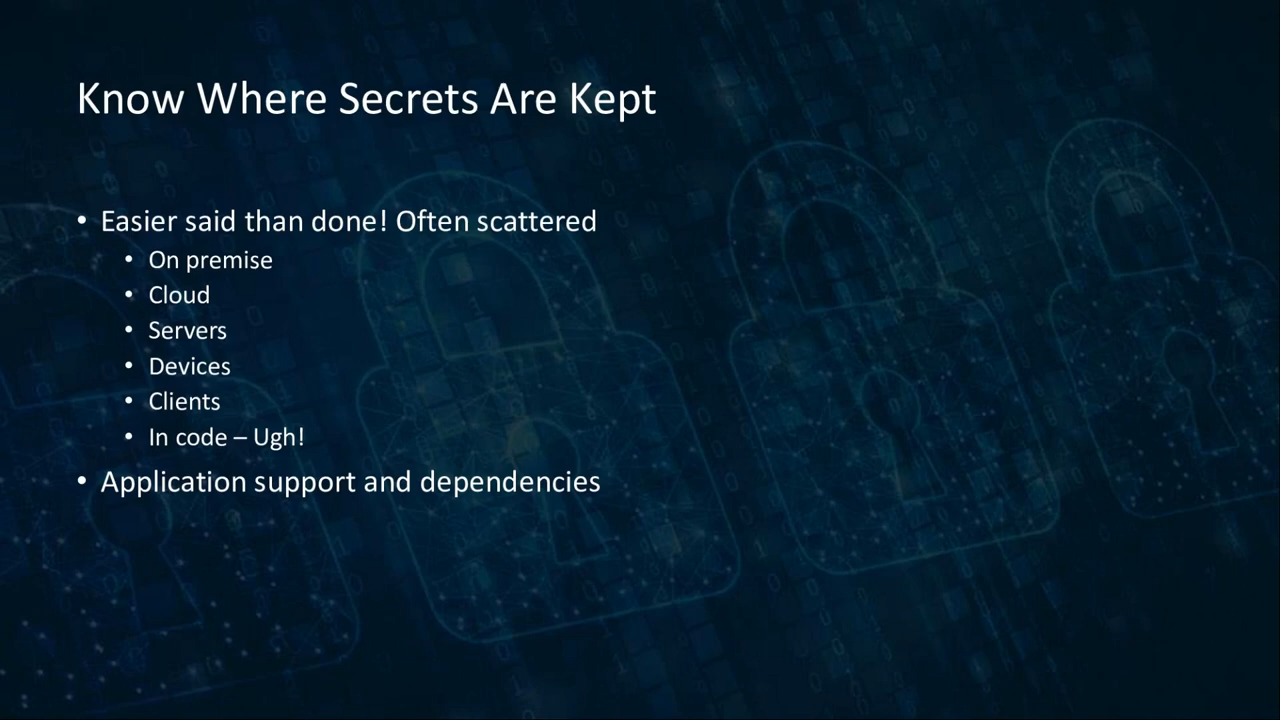 Know Where Secrets Are Kept
• Easier said than done! Often scattered
• On premise
• Cloud
• Servers
• Devices
• Clients
• In code – Ugh!
• Application support and dependencies